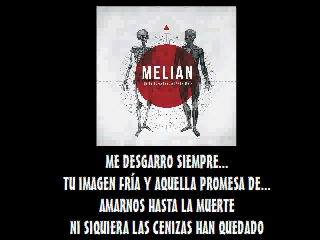 MELIAN
ME DESGARRO SIEMPRE...
TU IMAGEN FRÍA Y AQUELLA PROMESA DE...
AMARNOS HASTA LA MUERTE
NI SIQUIERA LAS CENIZAS HAN QUEDADO